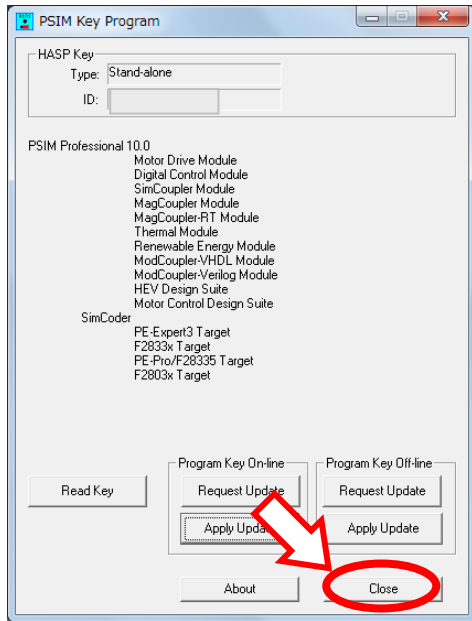 PSIM Key Program
HASP Key
Type: Stand-alone
ID:
PSIM Professional 10.0
Motor Drive Module
Digital Control Module
SimCoupler Module
MagCoupler Module
MagCoupler-RT Module
Thermal Module
Renewable Energy Module
ModCoupler-VHDL Module
ModCoupler-Verilog Module
HEV Design Suite
Motor Control Design Suite
SimCoder
PE-Expert3 Target
F2833x Target
PE-Pro/F28335 Target
F2803x Target
Program Key On-line
Program Key Off-line
Read Key
Request Update
Request Update
Apply Update
Apply Update
About
Close